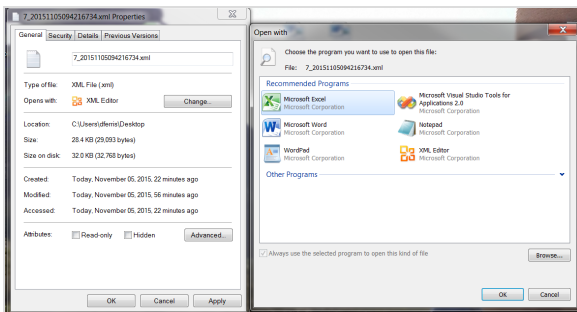 7_20151105094216734.xml Properties
General Security Details Previous Versions
7_20151105094216734.xml
Type of file: XML File (.xml)
Opens with: XML Editor Change...
Location: C:\Users\dferris\Desktop
Size: 28.4 KB (29,093 bytes)
Size on disk: 32.0 KB (32,768 bytes)
Created: Today, November 05, 2015, 22 minutes ago
Modified: Today, November 05, 2015, 56 minutes ago
Accessed: Today, November 05, 2015, 22 minutes ago
Attributes: Read-only Hidden Advanced...
OK Cancel Apply
Open with
Choose the program you want to use to open this file:
File: 7_20151105094216734.xml
Recommended Programs
Microsoft Excel
Microsoft Corporation
Microsoft Visual Studio Tools for
Applications 2.0
Microsoft Corporation
Microsoft Word
Microsoft Corporation
Notepad
Microsoft Corporation
WordPad
Microsoft Corporation
XML Editor
Microsoft Corporation
Other Programs
Always use the selected program to open this kind of file
Browse...
OK Cancel